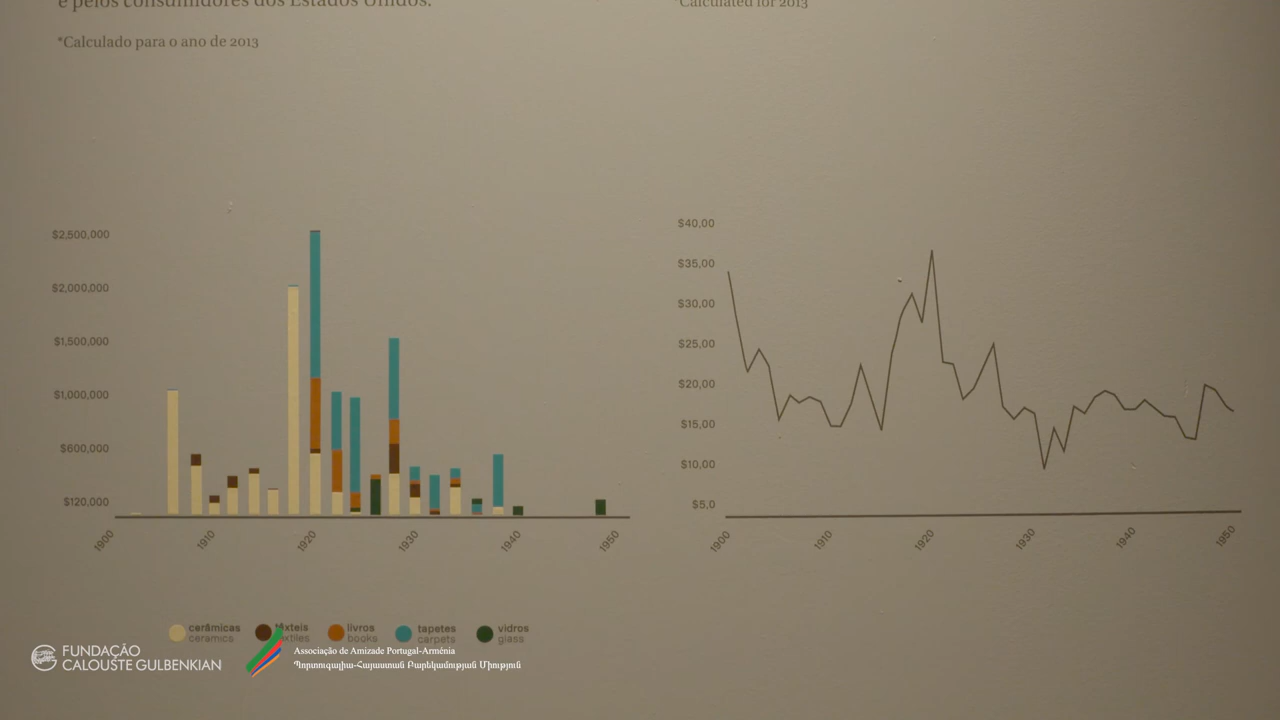 e pelos consumidores dos Estados Unidos.
*Calculado para o ano de 2013
*Calculated for 2013
$2,500,000
$2,000,000
$1,500,000
$1,000,000
$600,000
$120,000
1900
1910
1920
1930
1940
1950
cerâmicas
ceramics
têxteis
textiles
livros
books
tapetes
carpets
vidros
glass
$40,00
$35,00
$30,00
$25,00
$20,00
$15,00
$10,00
$5,0
1900
1910
1920
1930
1940
1950
FUNDAÇÃO
CALOUSTE GULBENKIAN
Associação de Amizade Portugal-Arménia
Պորտուգալիա-Հայաստան Բարեկամության Միություն